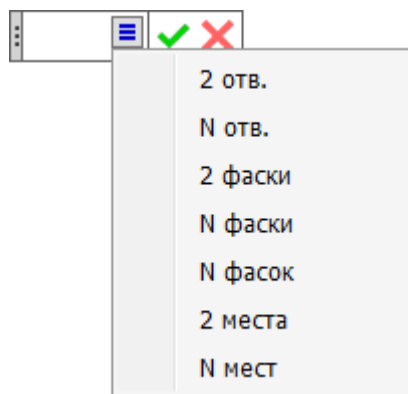 2 отв.
N отв.
2 фаски
N фаски
N фасок
2 места
N мест